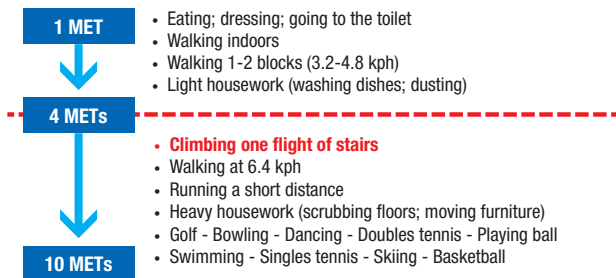 1 MET
• Eating; dressing; going to the toilet
• Walking indoors
• Walking 1-2 blocks (3.2-4.8 kph)
• Light housework (washing dishes; dusting)
4 METs
• Climbing one flight of stairs
• Walking at 6.4 kph
• Running a short distance
• Heavy housework (scrubbing floors; moving furniture)
• Golf - Bowling - Dancing - Doubles tennis - Playing ball
• Swimming - Singles tennis - Skiing - Basketball
10 METs